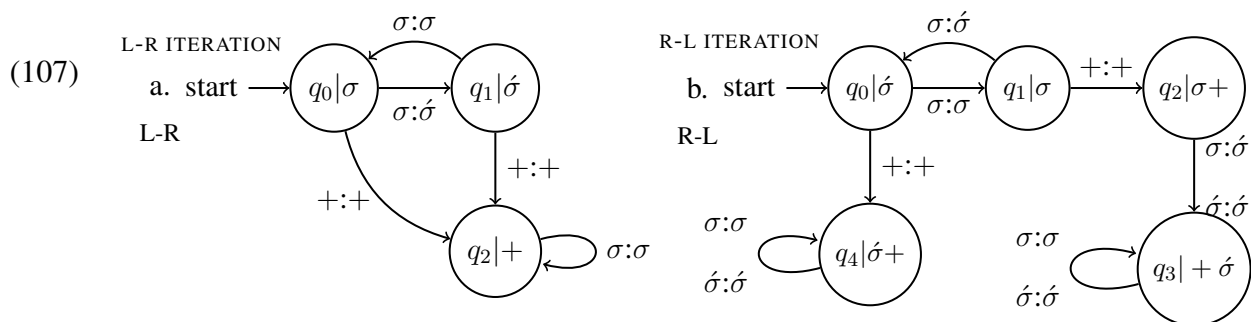 (107)
L-R ITERATION
a. start
L-R
q₀|σ
σ:σ
σ:σ́
q₁|σ́
+:+
+:+
q₂|+
σ:σ
R-L ITERATION
b. start
R-L
q₀|σ́
σ:σ́
σ:σ
q₁|σ
+:+
q₂|σ+
+:+
σ:σ́
σ́:σ́
σ:σ
σ́:σ́
q₄|σ́+
σ:σ
σ́:σ́
q₃|+σ́